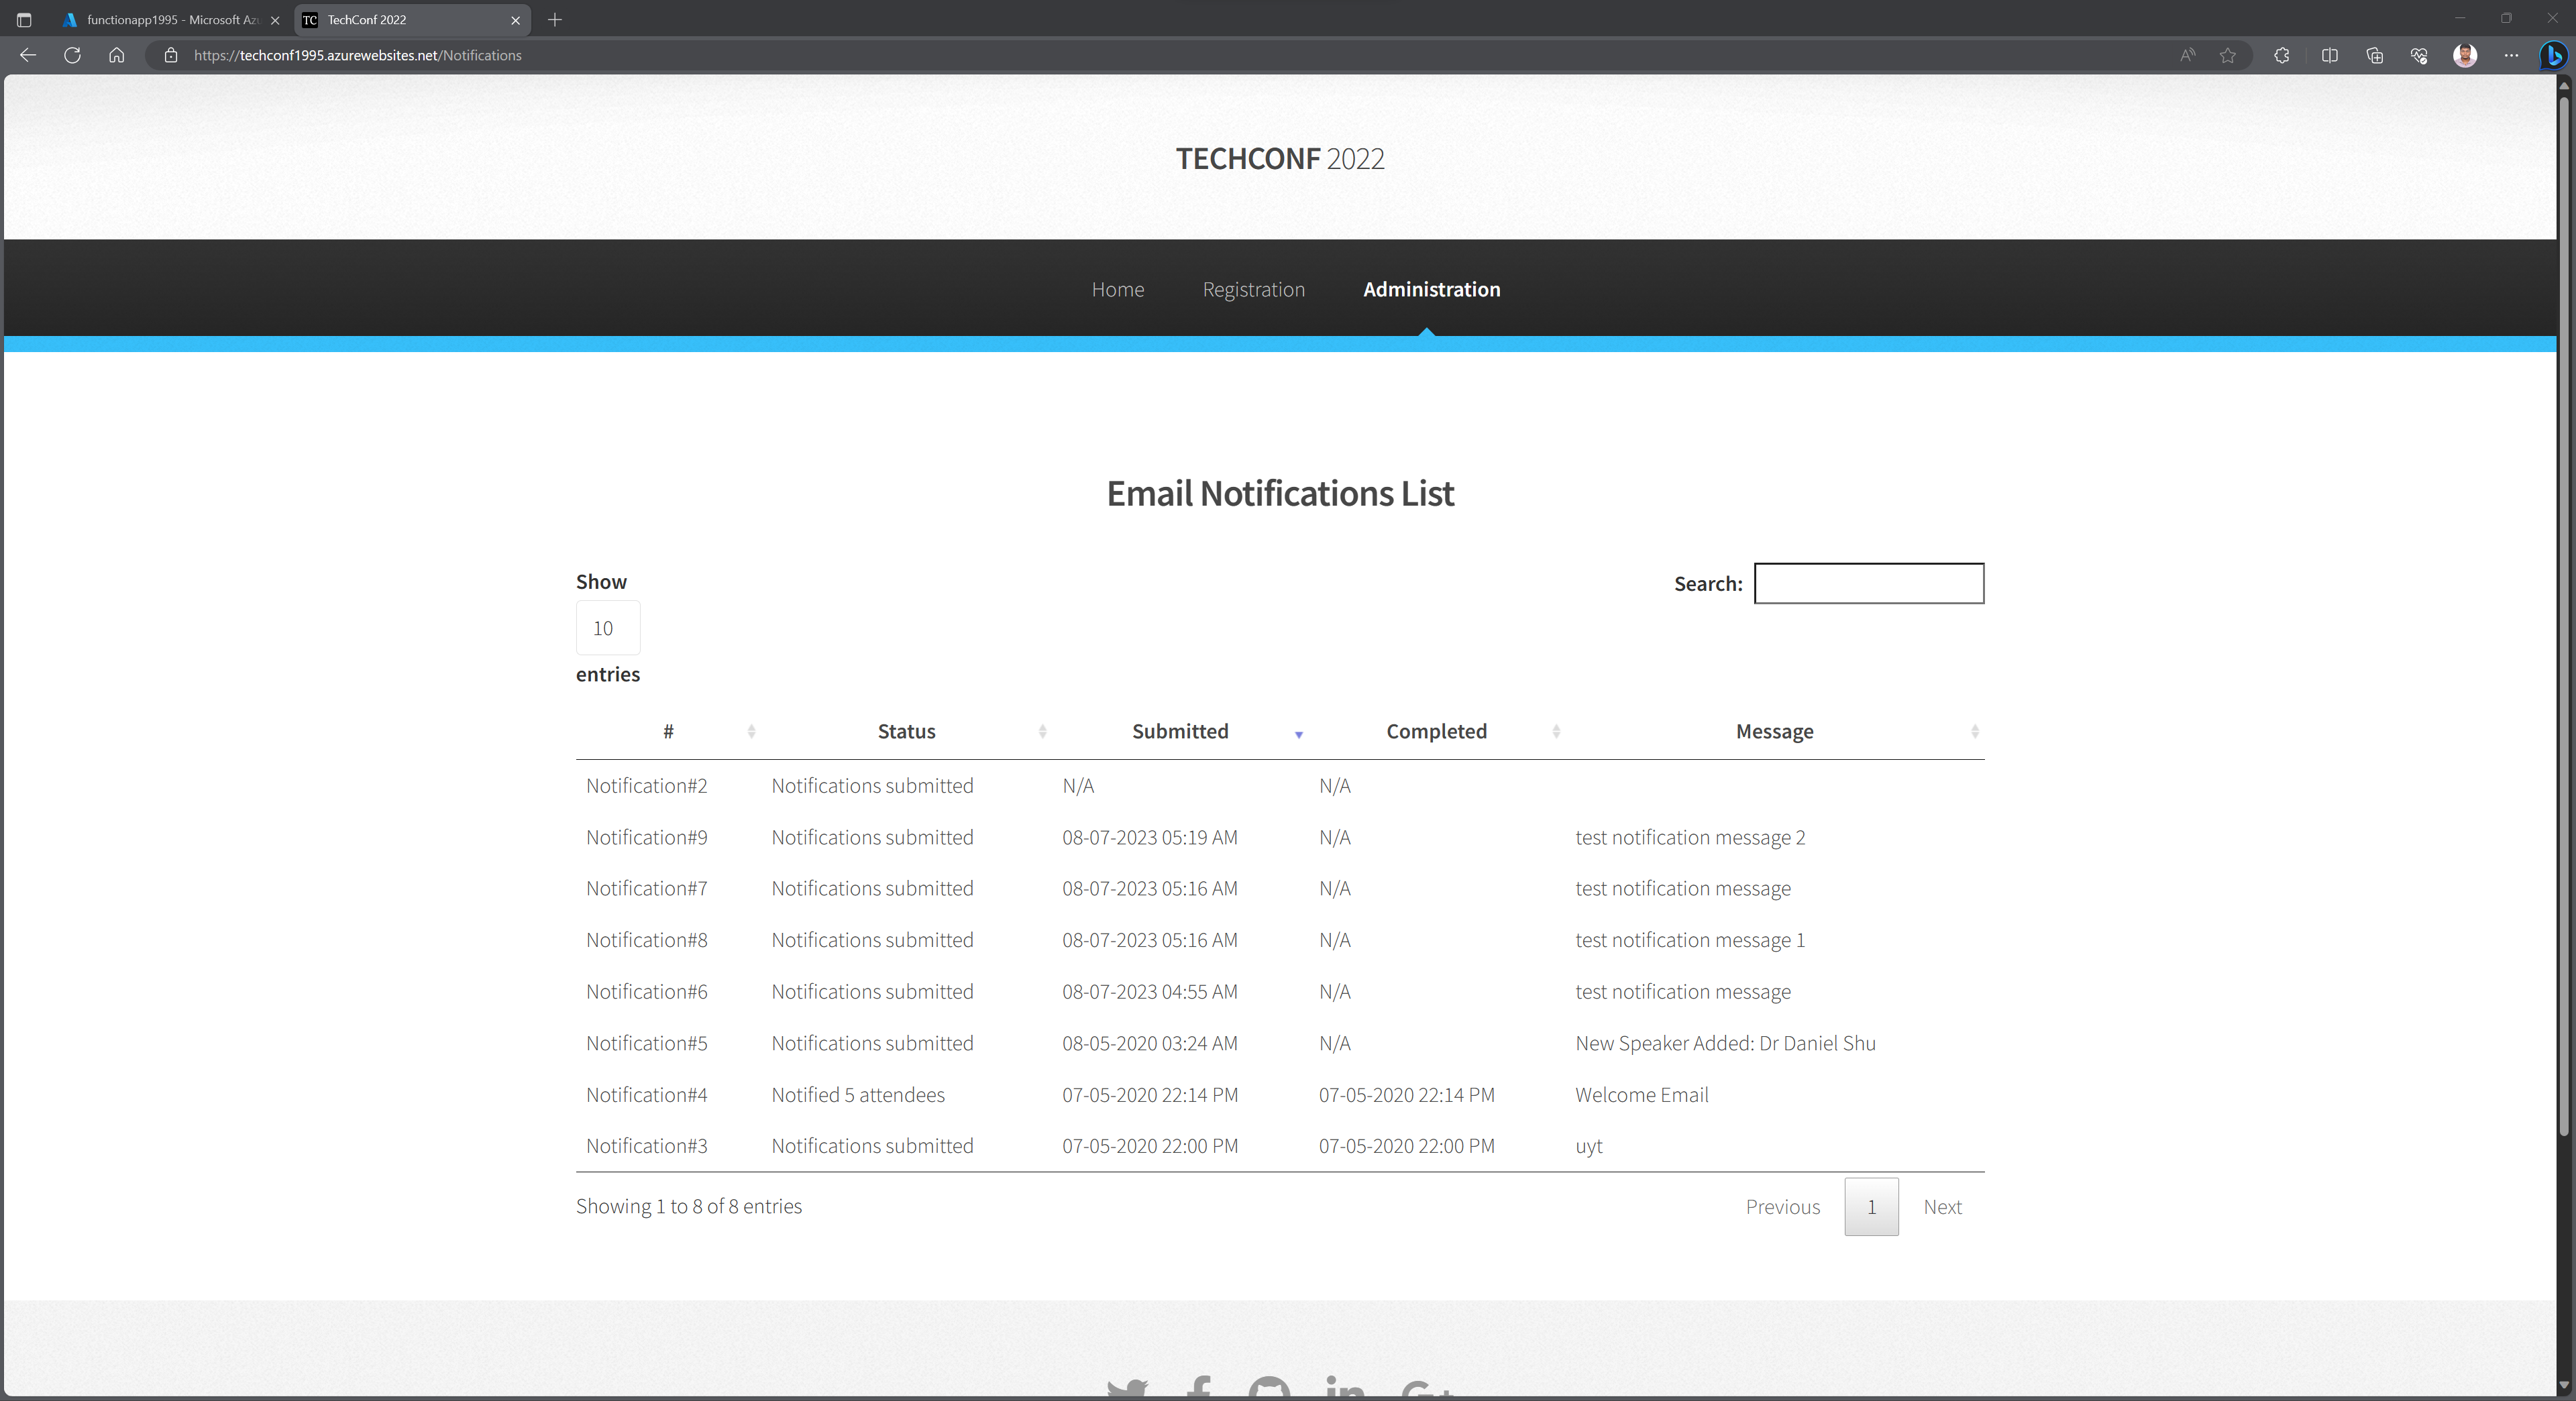 functionapp1995 - Microsoft Azu
TC TechConf 2022
https://techconf1995.azurewebsites.net/Notifications
TECHCONF 2022
Home Registration Administration
Email Notifications List
Show
10
entries
Search:
# Status Submitted Completed Message
Notification#2 Notifications submitted N/A N/A
Notification#9 Notifications submitted 08-07-2023 05:19 AM N/A test notification message 2
Notification#7 Notifications submitted 08-07-2023 05:16 AM N/A test notification message
Notification#8 Notifications submitted 08-07-2023 05:16 AM N/A test notification message 1
Notification#6 Notifications submitted 08-07-2023 04:55 AM N/A test notification message
Notification#5 Notifications submitted 08-05-2020 03:24 AM N/A New Speaker Added: Dr Daniel Shu
Notification#4 Notified 5 attendees 07-05-2020 22:14 PM 07-05-2020 22:14 PM Welcome Email
Notification#3 Notifications submitted 07-05-2020 22:00 PM 07-05-2020 22:00 PM uyt
Showing 1 to 8 of 8 entries
Previous 1 Next